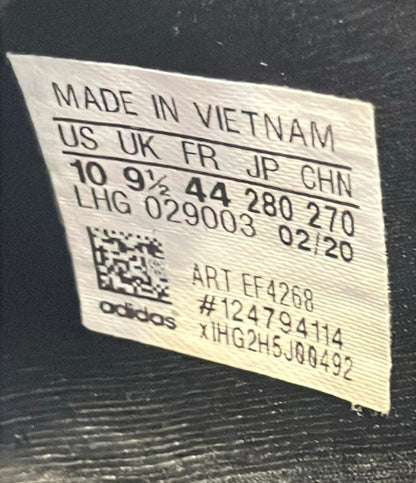 MADE IN VIETNAM
US UK FR JP CHN
10 9½ 44 280 270
LHG 029003 02/20
ART EF4268
#124794114
x1HG2H5J00492
adidas